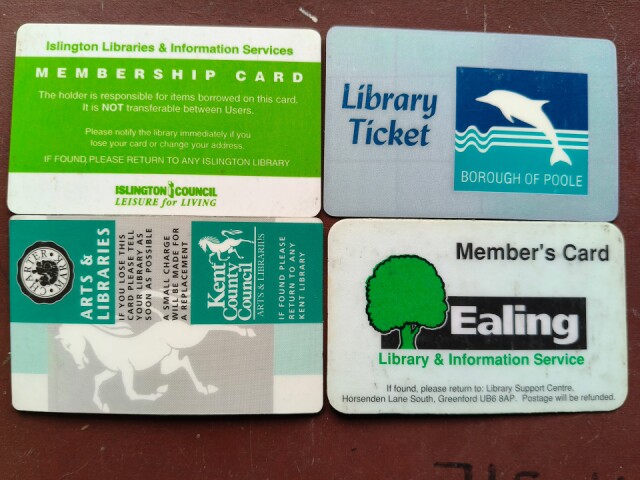 Islington Libraries & Information Services
MEMBERSHIP CARD
The holder is responsible for items borrowed on this card.
It is NOT transferable between Users.
Please notify the library immediately if you
lose your card or change your address.
IF FOUND PLEASE RETURN TO ANY ISLINGTON LIBRARY
ISLINGTON COUNCIL
LEISURE for LIVING
Library
Ticket
BOROUGH OF POOLE
CHARTER MARK
ARTS &
LIBRARIES
IF YOU LOSE THIS
CARD PLEASE TELL
YOUR LIBRARY AS
SOON AS POSSIBLE
A SMALL CHARGE
WILL BE MADE FOR
A REPLACEMENT
Kent
County
Council
ARTS & LIBRARIES
IF FOUND PLEASE
RETURN TO ANY
KENT LIBRARY
Member's Card
Ealing
Library & Information Service
If found, please return to: Library Support Centre,
Horsenden Lane South, Greenford UB6 8AP. Postage will be refunded.